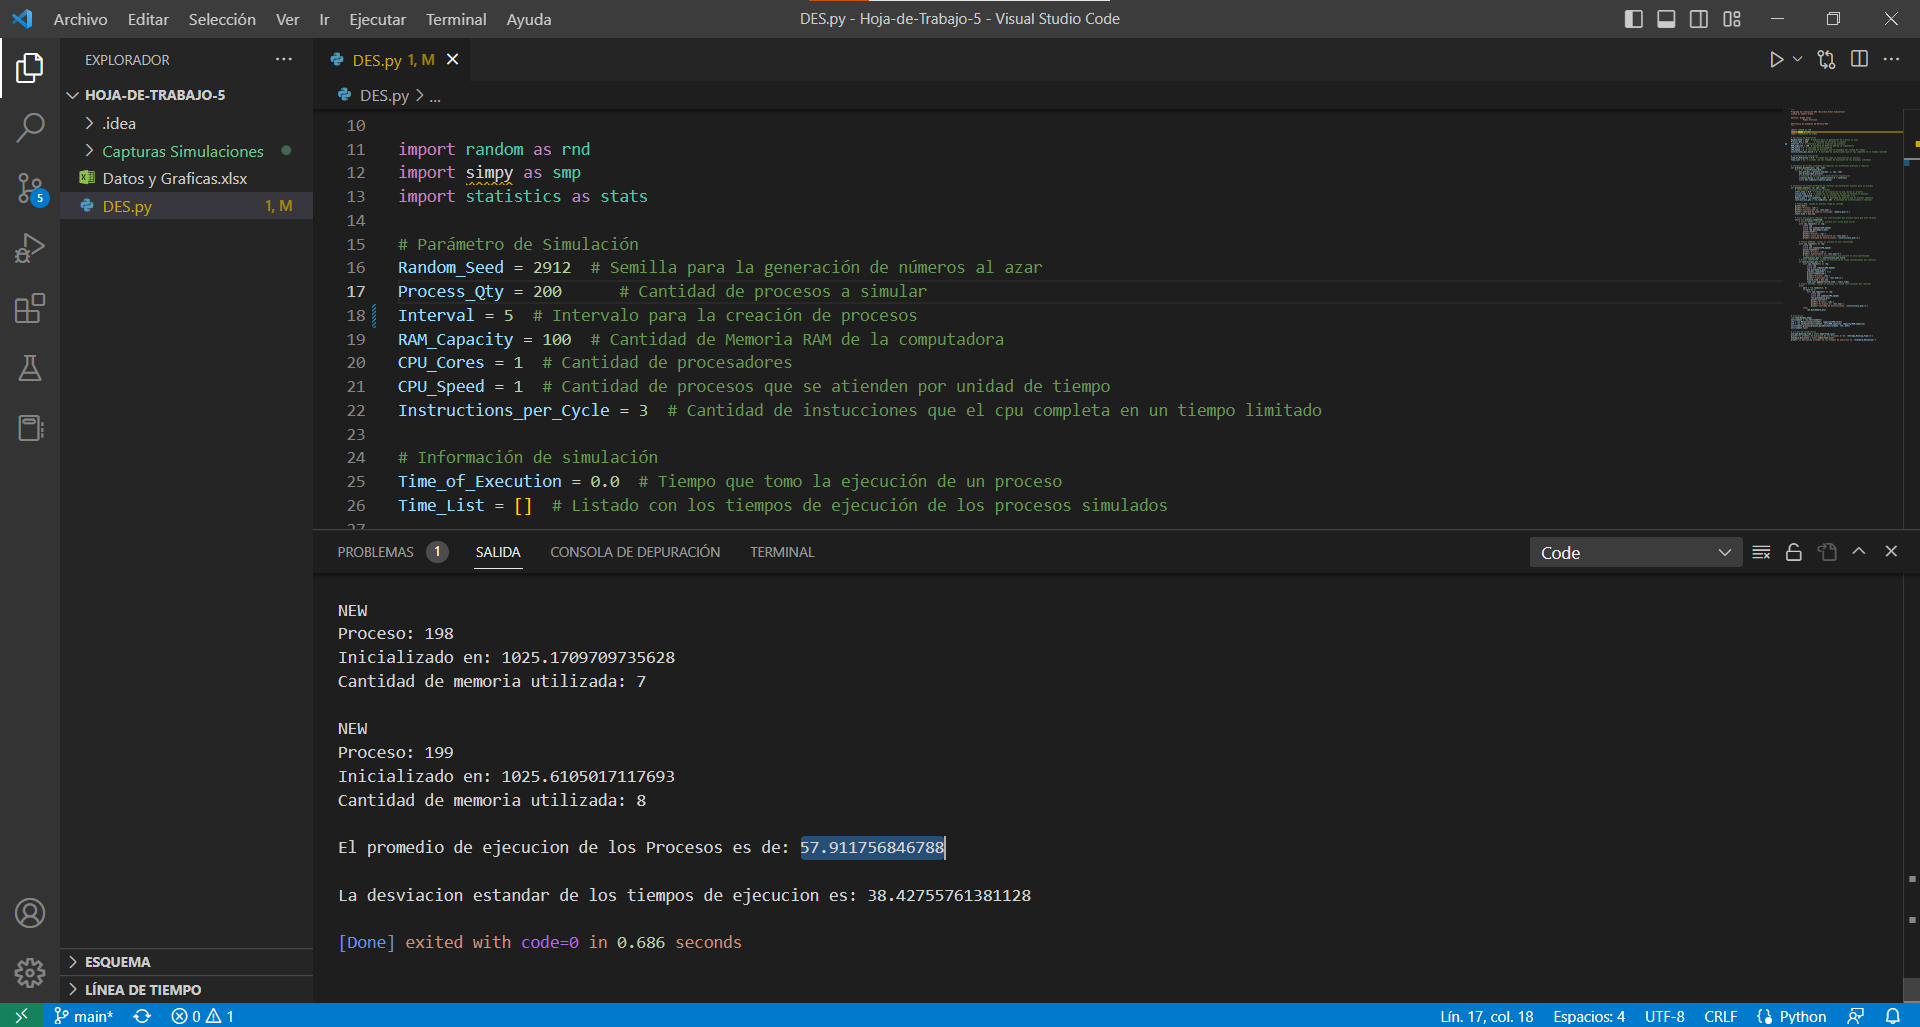 Archivo Editar Selección Ver Ir Ejecutar Terminal Ayuda
DES.py - Hoja-de-Trabajo-5 - Visual Studio Code
EXPLORADOR
HOJA-DE-TRABAJO-5
.idea
Capturas Simulaciones
Datos y Graficas.xlsx
DES.py 1, M
5
ESQUEMA
LÍNEA DE TIEMPO
DES.py 1, M
DES.py > ...
10
11 import random as rnd
12 import simpy as smp
13 import statistics as stats
14
15 # Parámetro de Simulación
16 Random_Seed = 2912  # Semilla para la generación de números al azar
17 Process_Qty = 200      # Cantidad de procesos a simular
18 Interval = 5  # Intervalo para la creación de procesos
19 RAM_Capacity = 100  # Cantidad de Memoria RAM de la computadora
20 CPU_Cores = 1  # Cantidad de procesadores
21 CPU_Speed = 1  # Cantidad de procesos que se atienden por unidad de tiempo
22 Instructions_per_Cycle = 3  # Cantidad de instucciones que el cpu completa en un tiempo limitado
23
24 # Información de simulación
25 Time_of_Execution = 0.0  # Tiempo que tomo la ejecución de un proceso
26 Time_List = []  # Listado con los tiempos de ejecución de los procesos simulados
27
PROBLEMAS 1 SALIDA CONSOLA DE DEPURACIÓN TERMINAL
Code
NEW
Proceso: 198
Inicializado en: 1025.1709709735628
Cantidad de memoria utilizada: 7
NEW
Proceso: 199
Inicializado en: 1025.6105017117693
Cantidad de memoria utilizada: 8
El promedio de ejecucion de los Procesos es de: 57.911756846788
La desviacion estandar de los tiempos de ejecucion es: 38.42755761381128
[Done] exited with code=0 in 0.686 seconds
main* 0 1
Lín. 17, col. 18 Espacios: 4 UTF-8 CRLF Python